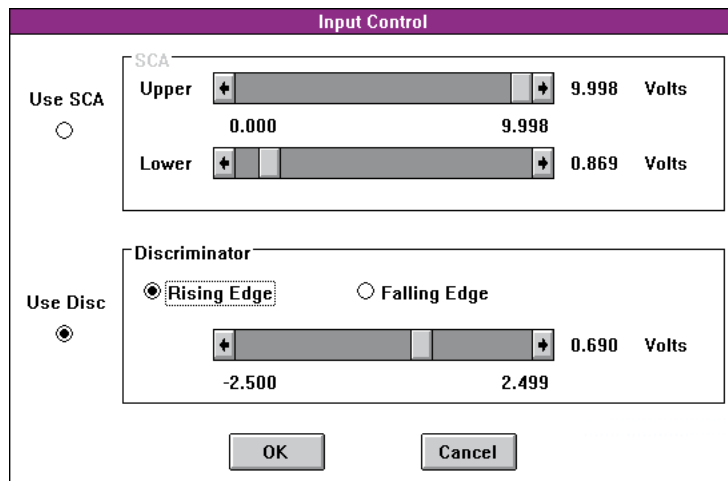 Input Control
SCA
Use SCA
Upper 9.998 Volts
0.000 9.998
Lower 0.869 Volts
Discriminator
Use Disc
Rising Edge Falling Edge
0.690 Volts
-2.500 2.499
OK Cancel